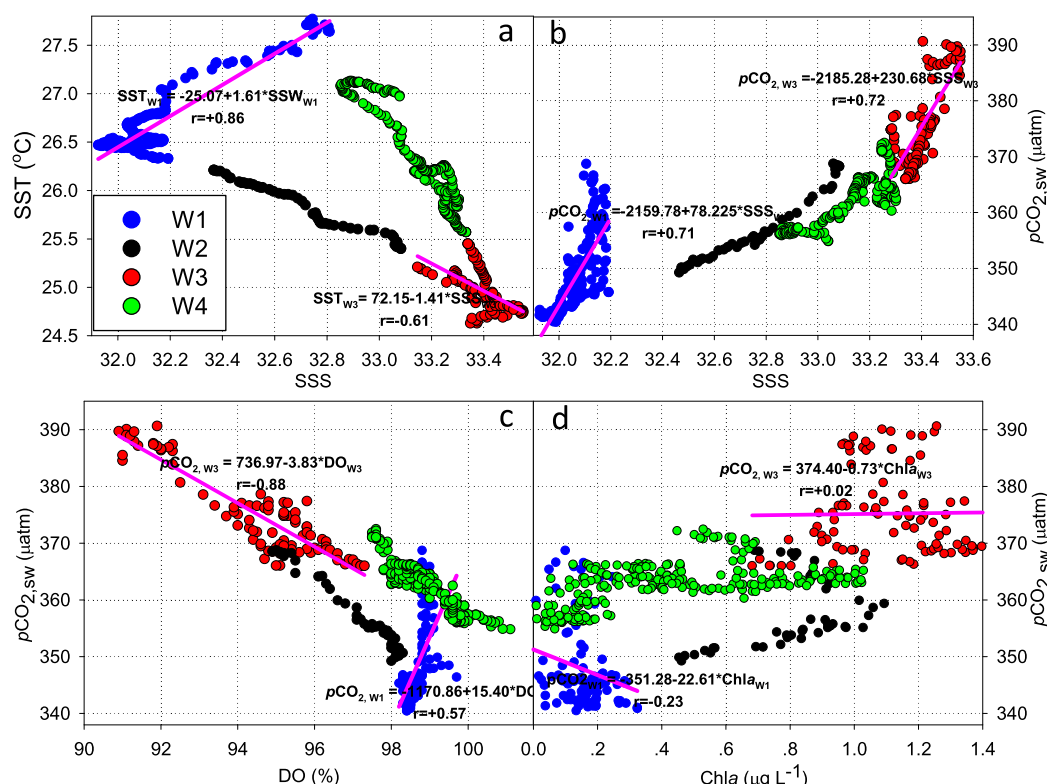 a
b
27.5
27.0
26.5
26.0
25.5
25.0
24.5
SST (°C)
SST_W1 = -25.07+1.61*SSW_W1
r=+0.86
W1
W2
W3
W4
SST_W3 = 72.15-1.41*SSS
r=-0.61
32.0 32.2 32.4 32.6 32.8 33.0 33.2 33.4
SSS
pCO2, W3 =-2185.28+230.68*SSS_W3
r=+0.72
pCO2, W1 =-2159.78+78.225*SSS_W
r=+0.71
390
380
370
360
350
340
pCO2,sw (μatm)
32.0 32.2 32.4 32.6 32.8 33.0 33.2 33.4 33.6
SSS
c
d
390
380
370
360
350
340
pCO2,sw (μatm)
pCO2, W3 = 736.97-3.83*DO_W3
r=-0.88
pCO2, W1 = -1170.86+15.40*DO
r=+0.57
90 92 94 96 98 100
DO (%)
pCO2, W3 = 374.40-0.73*Chla_W3
r=+0.02
pCO2_W1 = 351.28-22.61*Chla_W1
r=-0.23
390
380
370
360
350
340
pCO2,sw (μatm)
0.0 .2 .4 .6 .8 1.0 1.2 1.4
Chla (μg L-1)